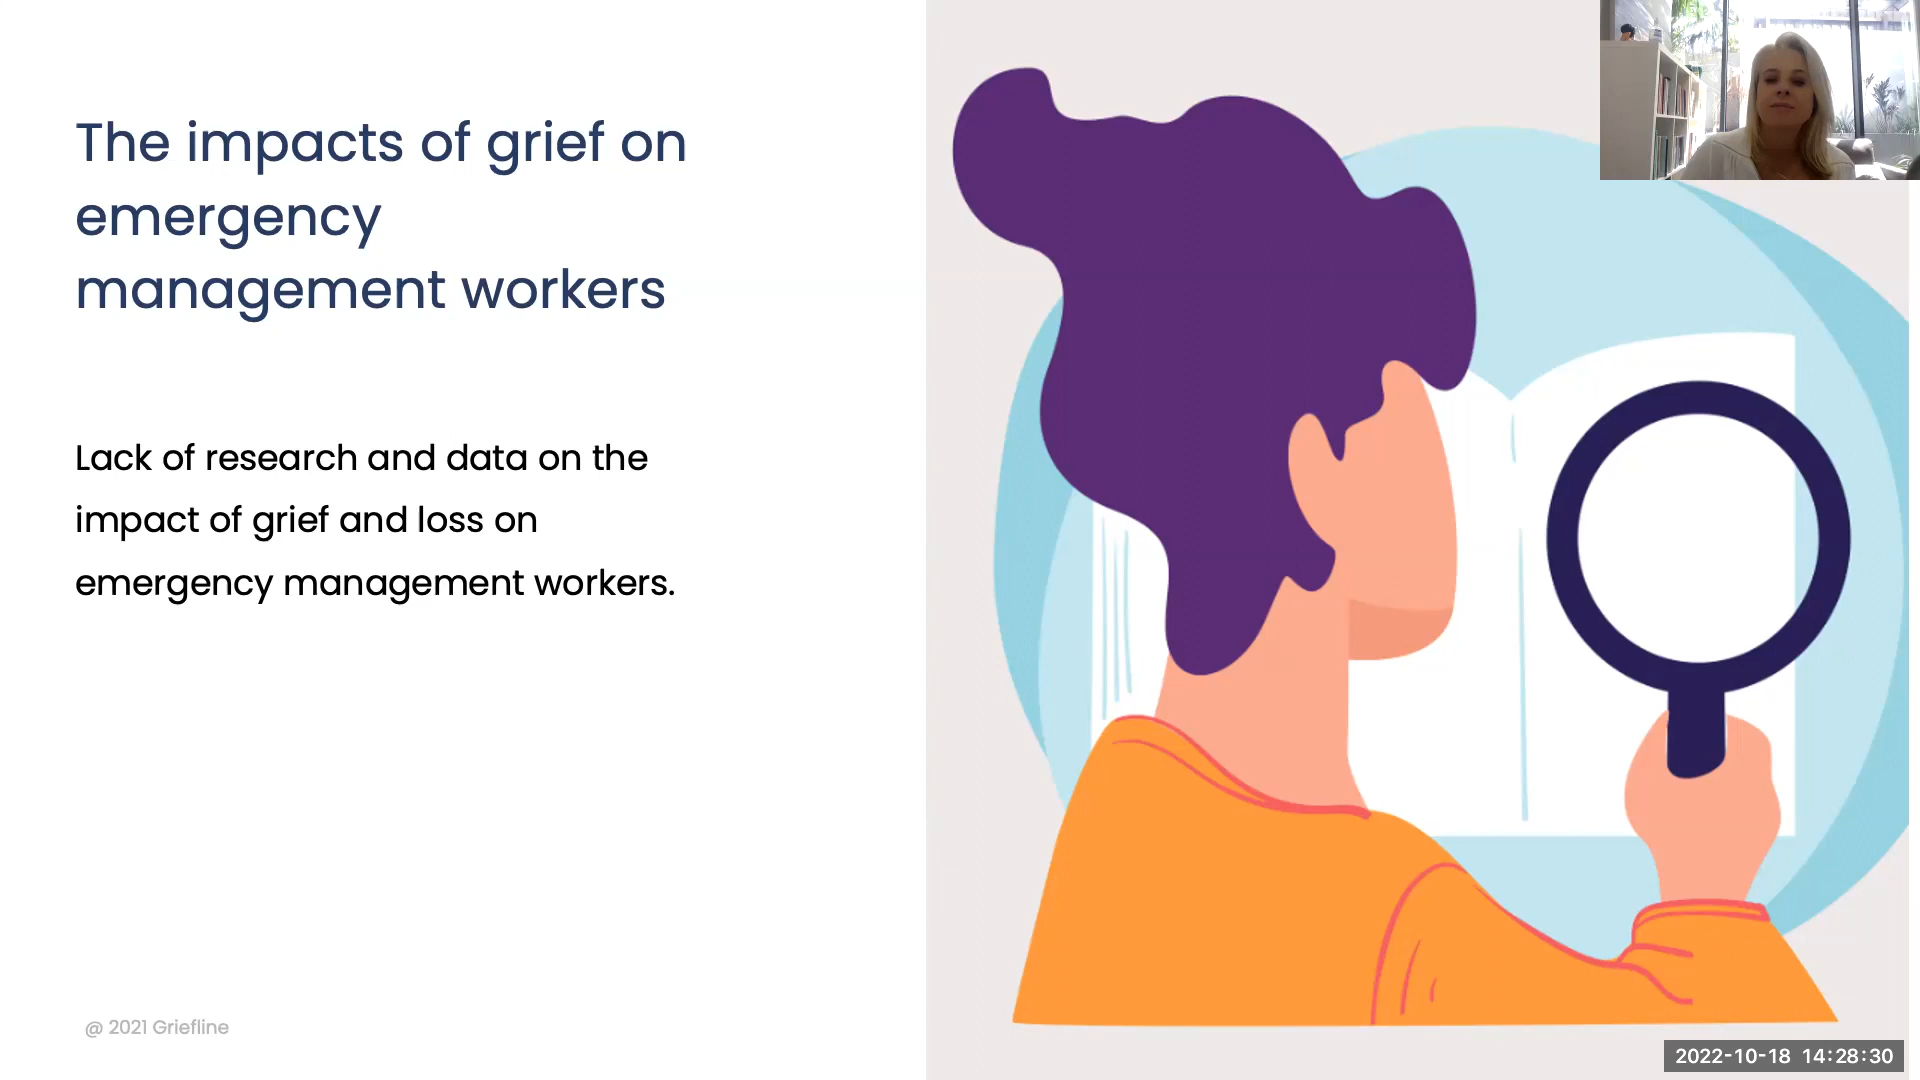 The impacts of grief on
emergency
management workers
Lack of research and data on the
impact of grief and loss on
emergency management workers.
@ 2021 Griefline
2022-10-18 14:28:30